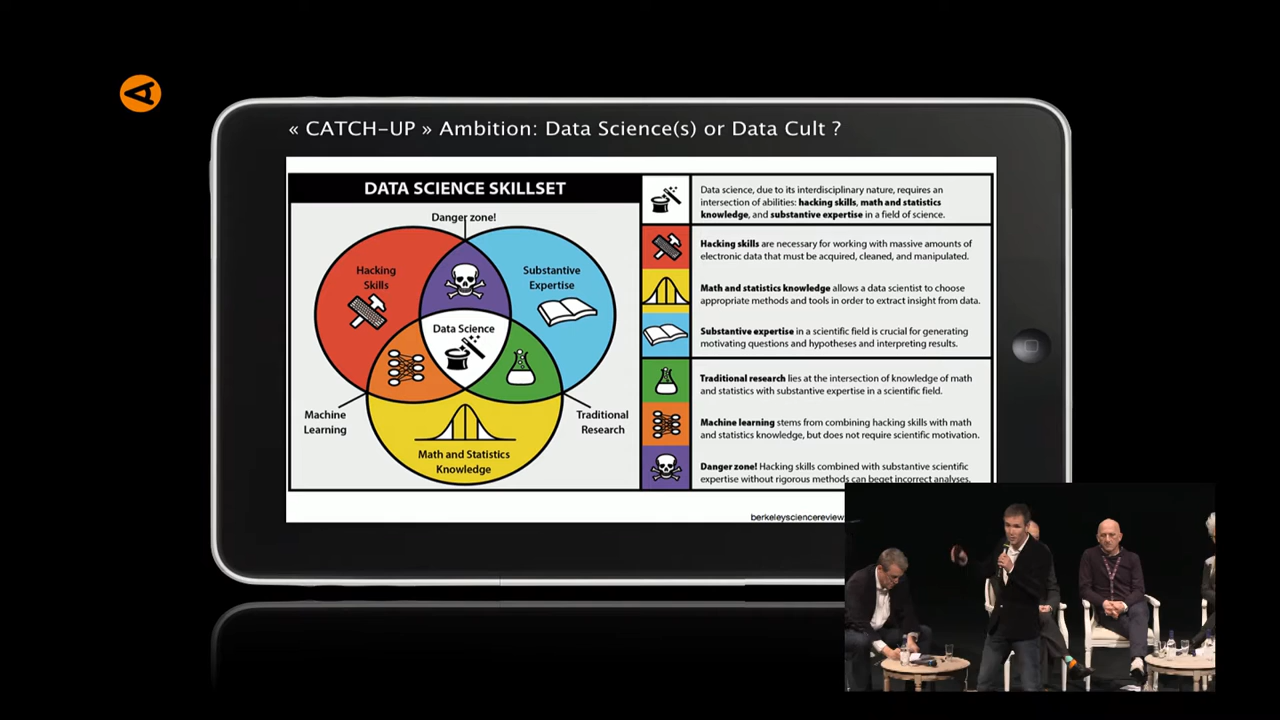 « CATCH-UP » Ambition: Data Science(s) or Data Cult ?
DATA SCIENCE SKILLSET
Danger zone!
Hacking
Skills
Substantive
Expertise
Data Science
Machine
Learning
Traditional
Research
Math and Statistics
Knowledge
Data science, due to its interdisciplinary nature, requires an
intersection of abilities: hacking skills, math and statistics
knowledge, and substantive expertise in a field of science.
Hacking skills are necessary for working with massive amounts of
electronic data that must be acquired, cleaned, and manipulated.
Math and statistics knowledge allows a data scientist to choose
appropriate methods and tools in order to extract insight from data.
Substantive expertise in a scientific field is crucial for generating
motivating questions and hypotheses and interpreting results.
Traditional research lies at the intersection of knowledge of math
and statistics with substantive expertise in a scientific field.
Machine learning stems from combining hacking skills with math
and statistics knowledge, but does not require scientific motivation.
Danger zone! Hacking skills combined with substantive scientific
expertise without rigorous methods can beget incorrect analyses.
berkeleysciencereview